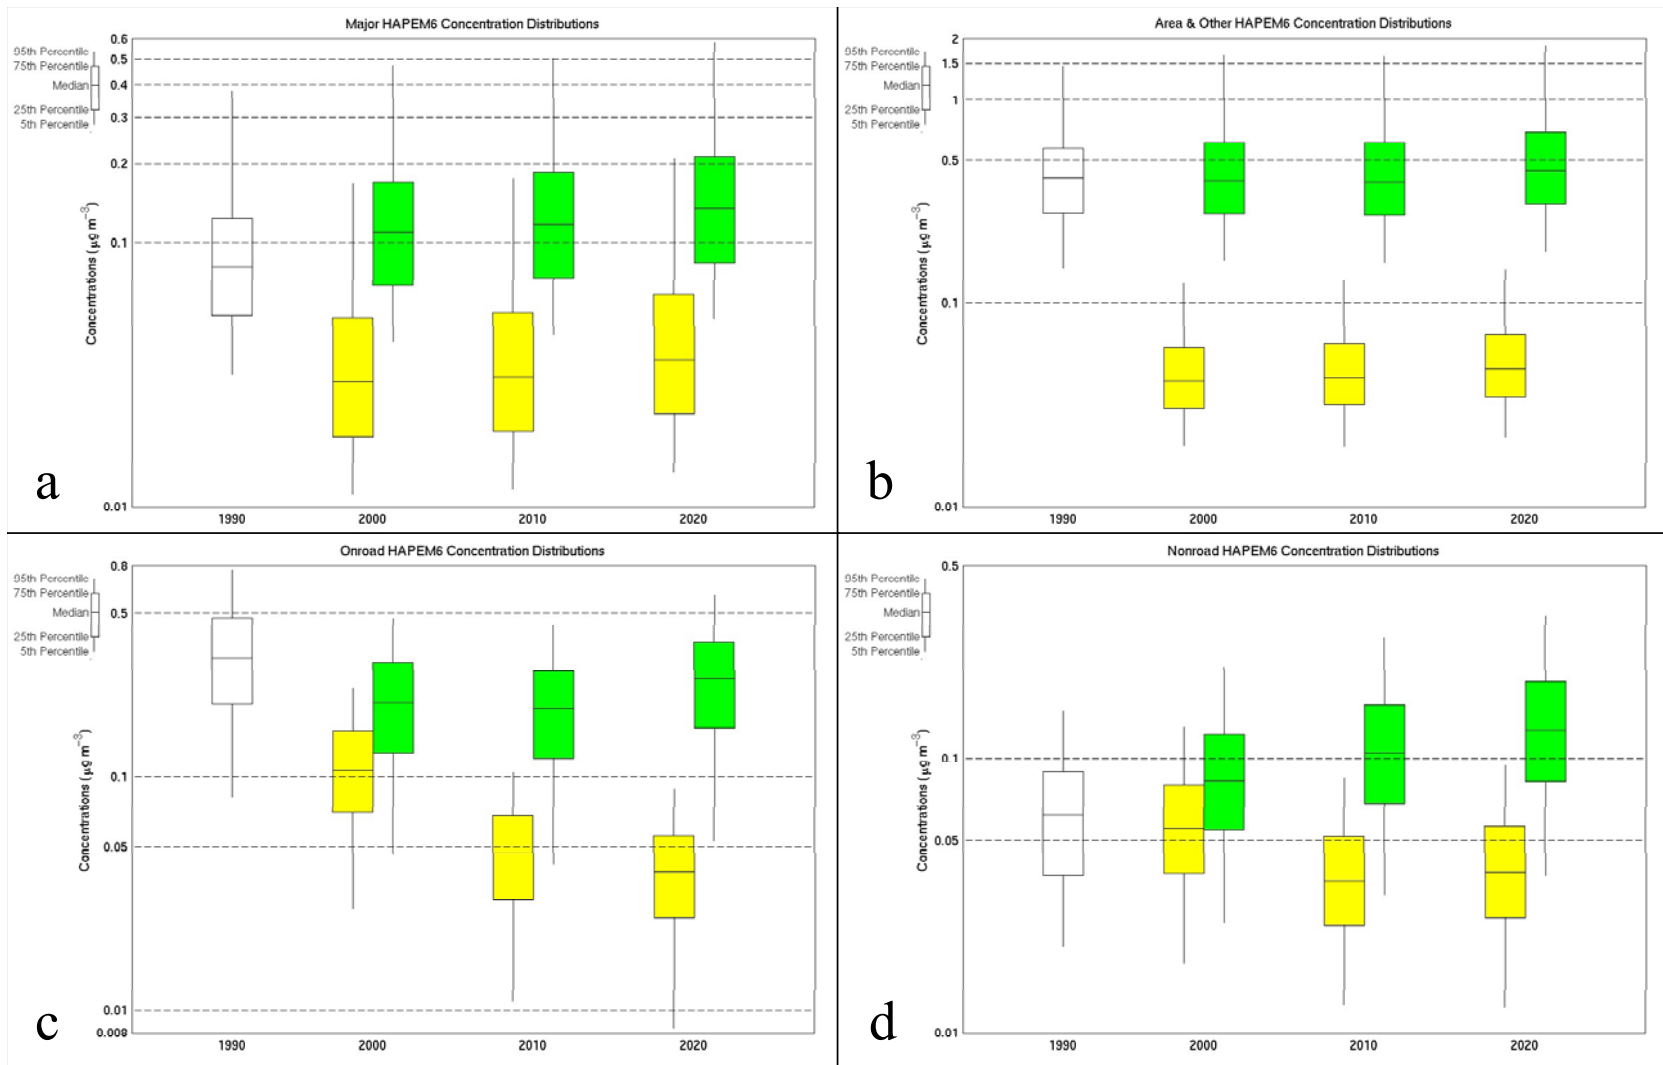 Major HAPEM6 Concentration Distributions
95th Percentile
75th Percentile
Median
25th Percentile
5th Percentile
Concentrations (μg m⁻³)
0.6
0.5
0.4
0.3
0.2
0.1
0.01
1990 2000 2010 2020
a
Area & Other HAPEM6 Concentration Distributions
95th Percentile
75th Percentile
Median
25th Percentile
5th Percentile
Concentrations (μg m⁻³)
2
1.5
1
0.5
0.1
0.01
1990 2000 2010 2020
b
Onroad HAPEM6 Concentration Distributions
95th Percentile
75th Percentile
Median
25th Percentile
5th Percentile
Concentrations (μg m⁻³)
0.8
0.5
0.1
0.05
0.01
0.008
1990 2000 2010 2020
c
Nonroad HAPEM6 Concentration Distributions
95th Percentile
75th Percentile
Median
25th Percentile
5th Percentile
Concentrations (μg m⁻³)
0.5
0.1
0.05
0.01
1990 2000 2010 2020
d